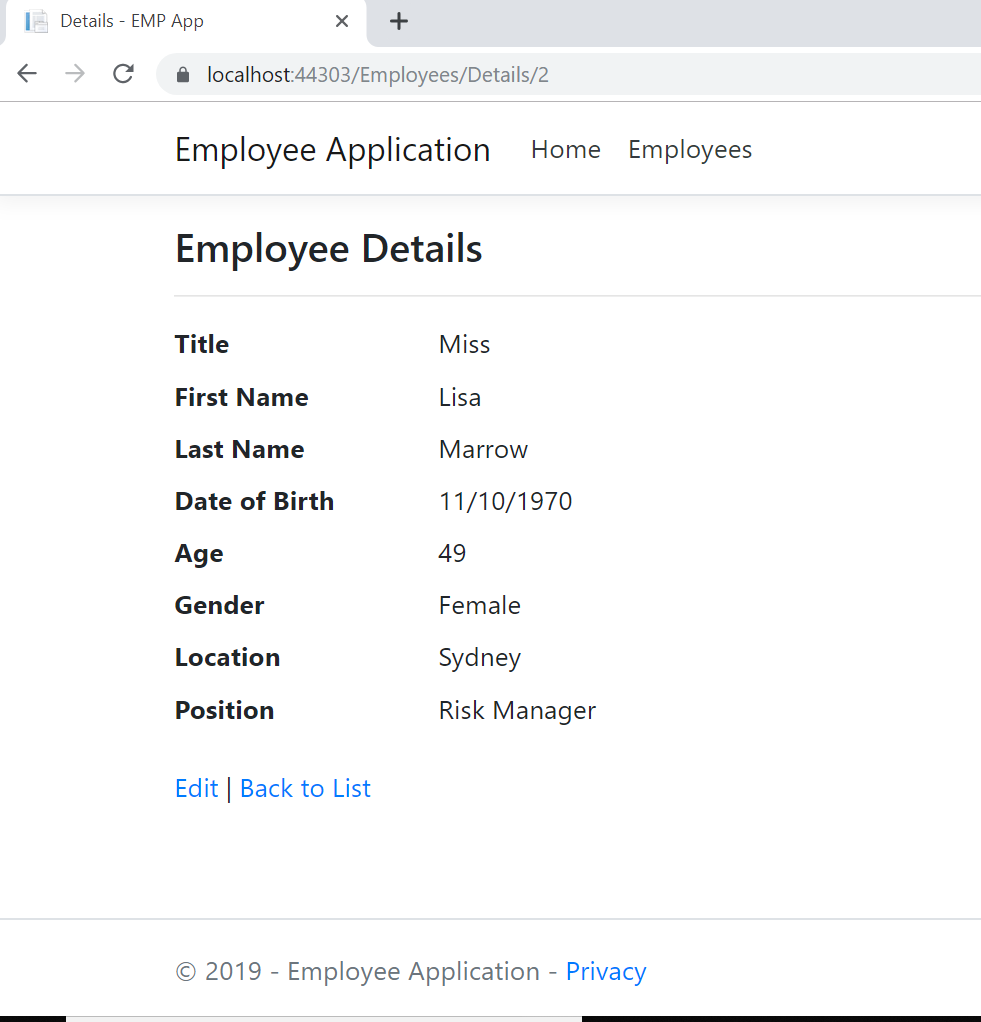 Details - EMP App
localhost:44303/Employees/Details/2
Employee Application Home Employees
Employee Details
Title Miss
First Name Lisa
Last Name Marrow
Date of Birth 11/10/1970
Age 49
Gender Female
Location Sydney
Position Risk Manager
Edit | Back to List
© 2019 - Employee Application - Privacy